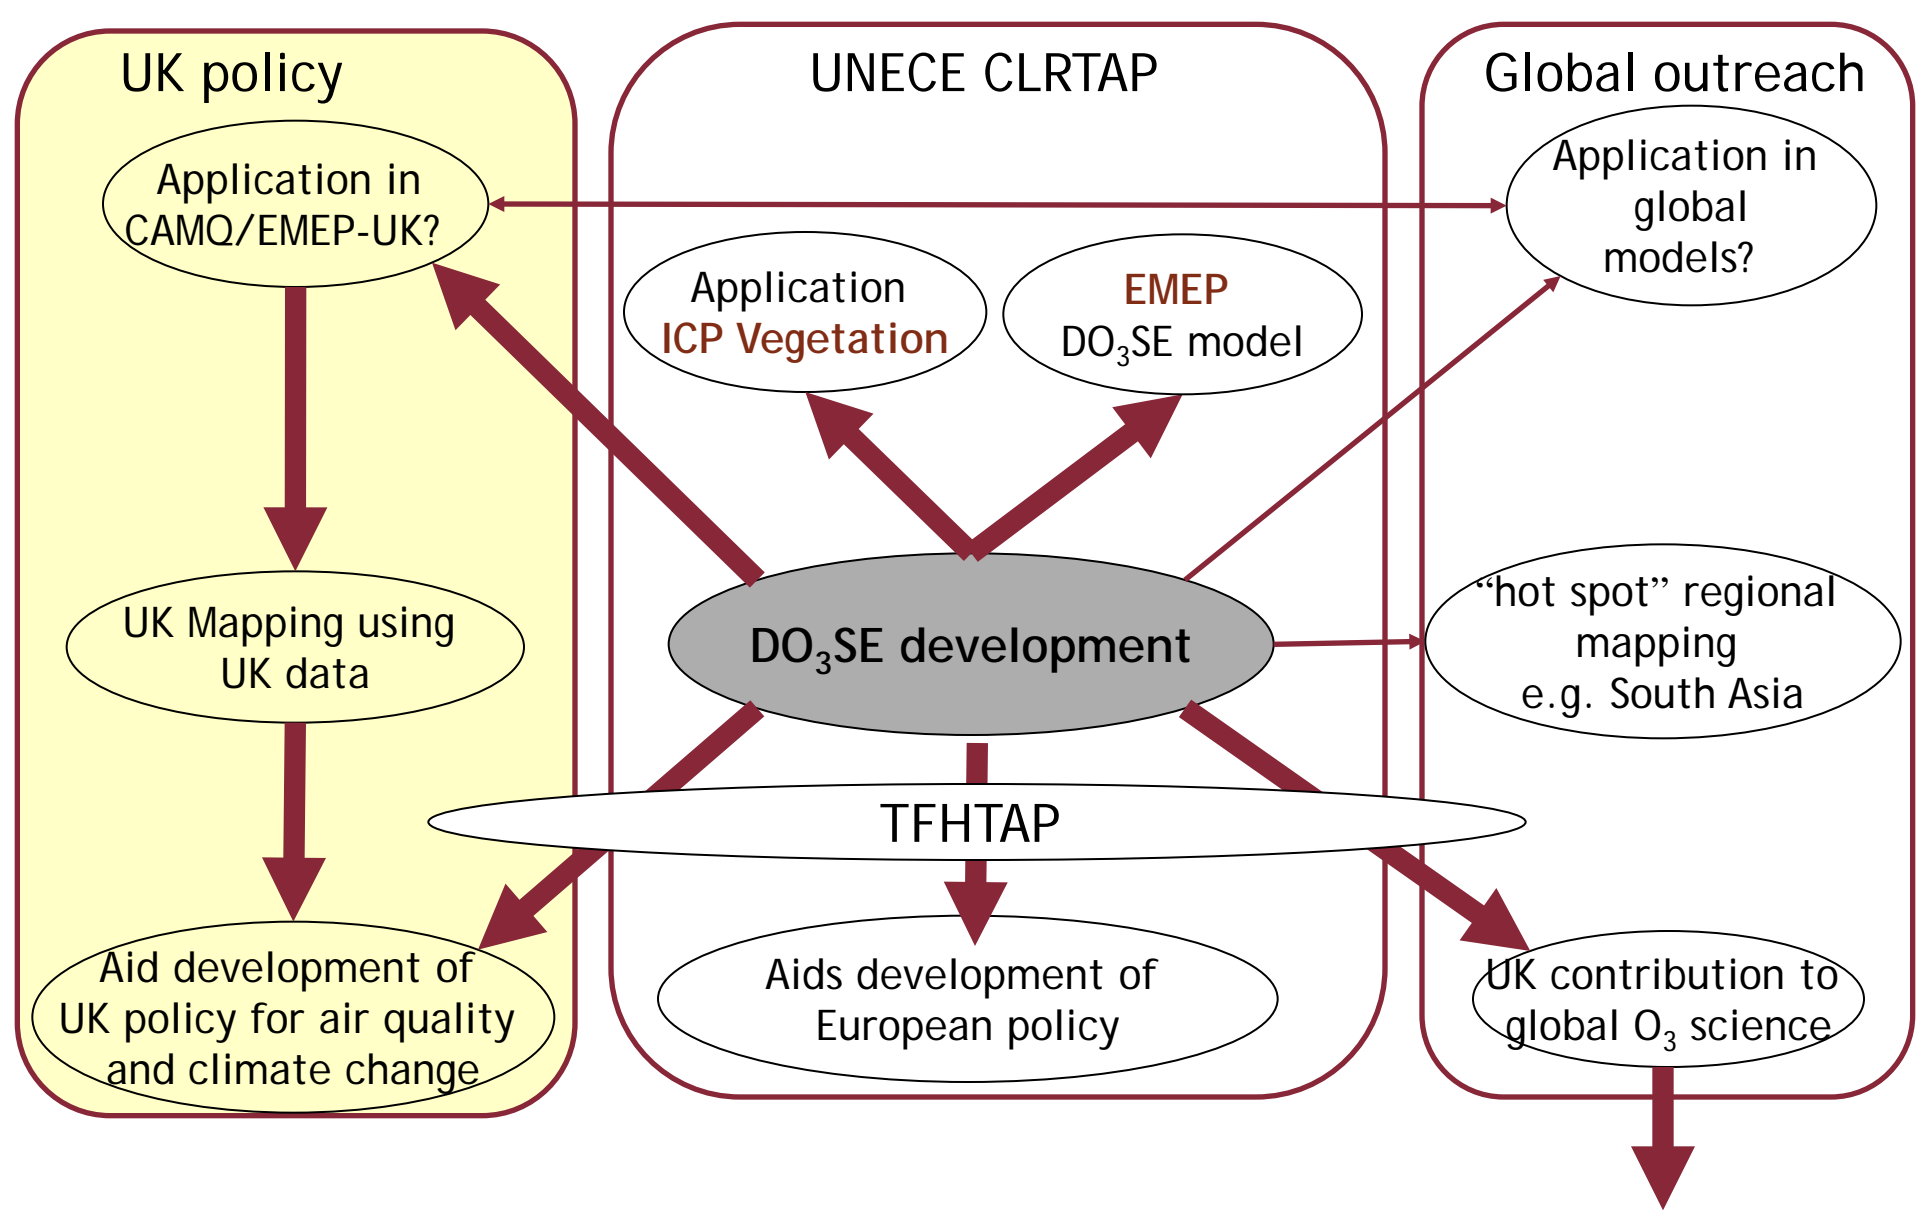 UK policy
Application in
CAMQ/EMEP-UK?
UK Mapping using
UK data
Aid development of
UK policy for air quality
and climate change
UNECE CLRTAP
Application
ICP Vegetation
EMEP
DO₃SE model
DO₃SE development
TFHTAP
Aids development of
European policy
Global outreach
Application in
global
models?
“hot spot” regional
mapping
e.g. South Asia
UK contribution to
global O₃ science